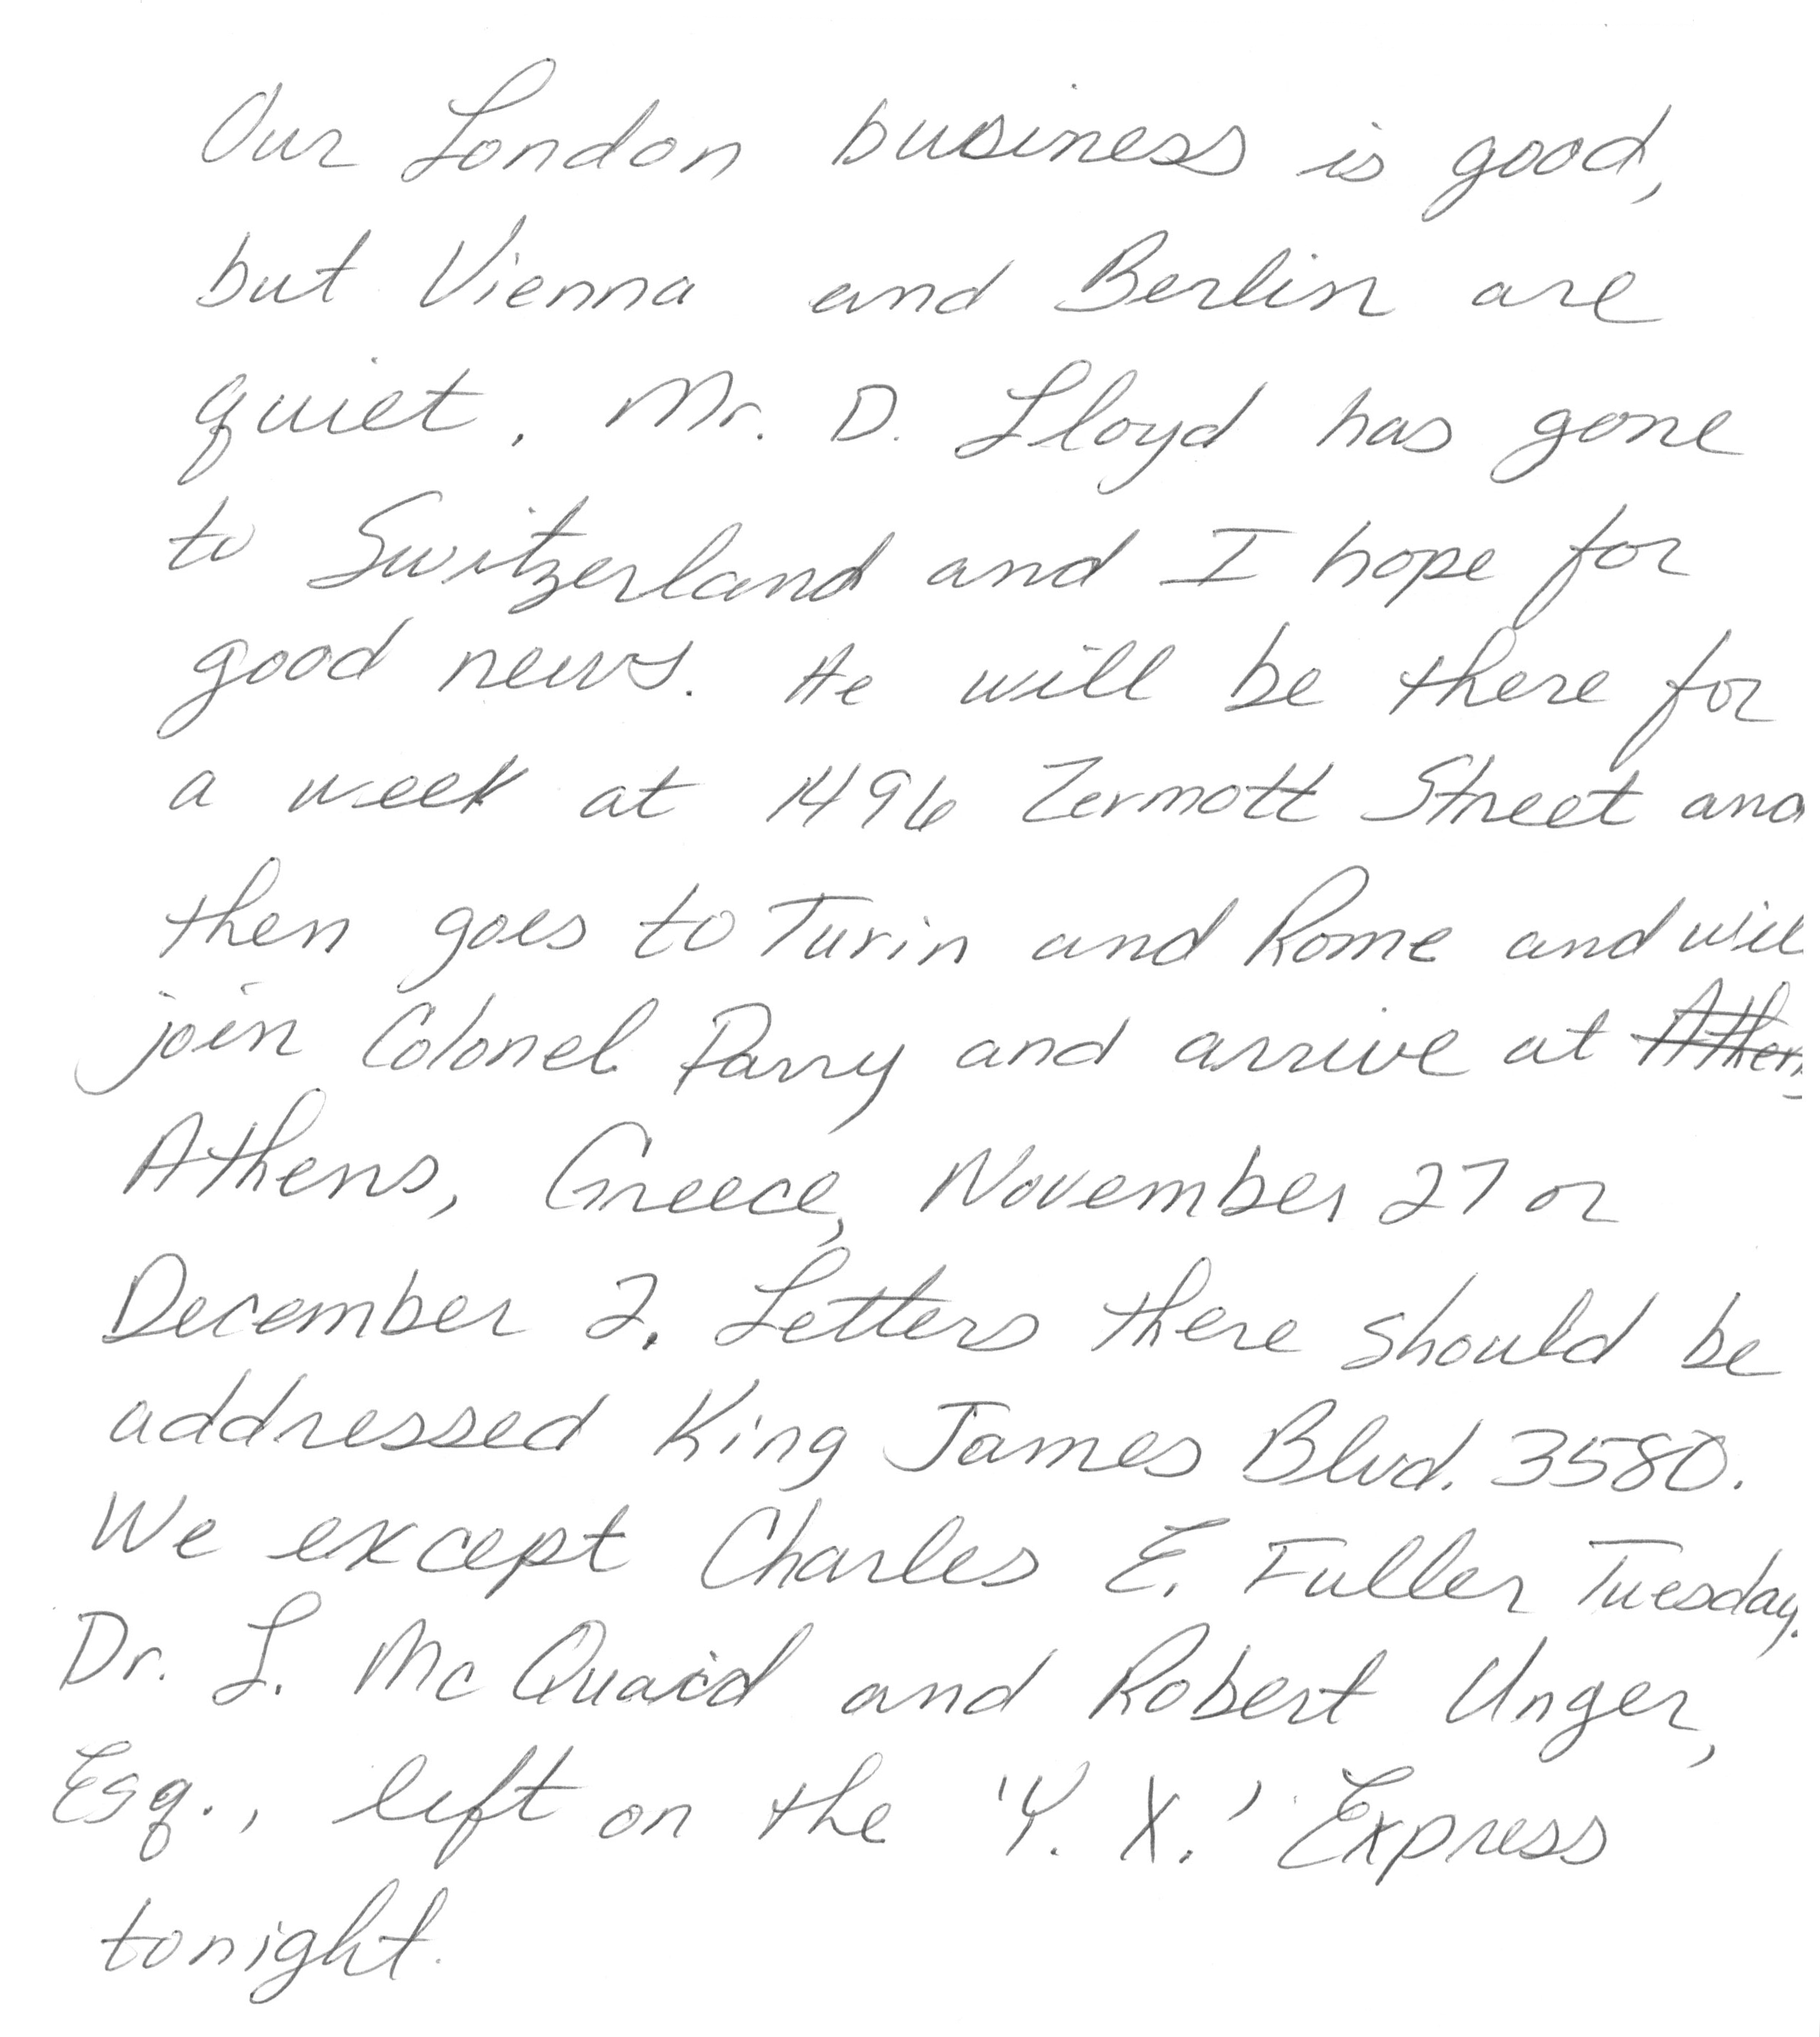 Our London business is good,
but Vienna and Berlin are
quiet. Mr. D. Lloyd has gone
to Switzerland and I hope for
good news. He will be there for
a week at 1496 Zermott Street and
then goes to Turin and Rome and will
join Colonel Parry and arrive at Athens
Athens, Greece, November 27 or
December 2. Letters there should be
addressed King James Blvd. 3580.
We except Charles E. Fuller Tuesday.
Dr. L. McQuaid and Robert Unger,
Esq., left on the 'Y. X.' Express
tonight.